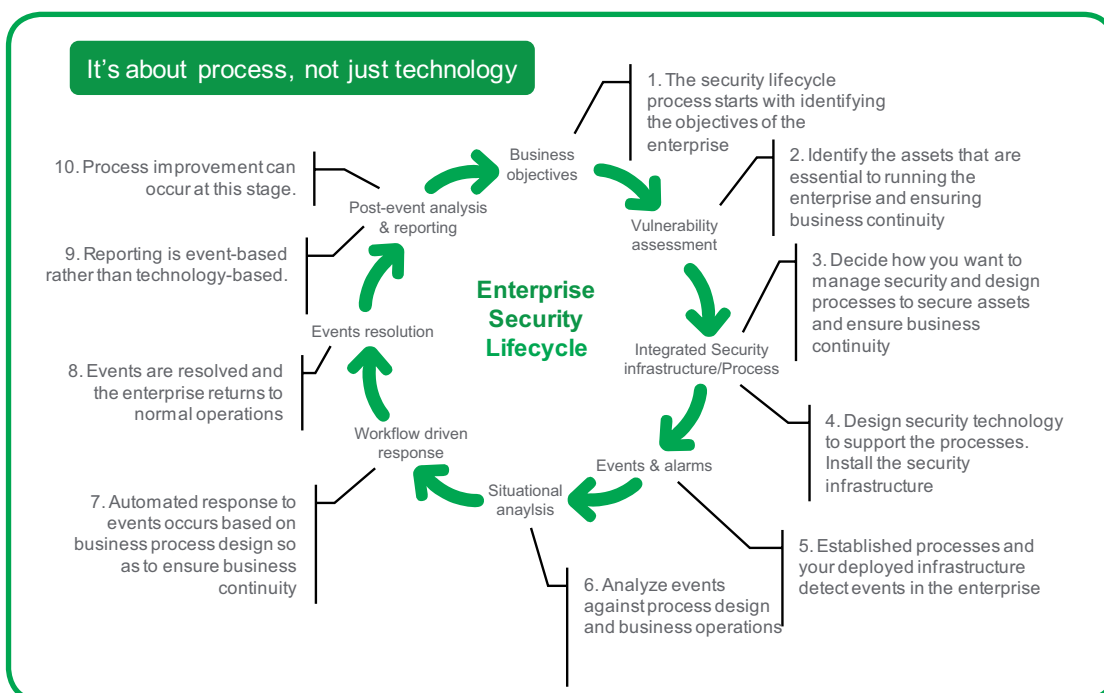 It's about process, not just technology
1. The security lifecycle
process starts with identifying
the objectives of the
enterprise
Business
objectives
2. Identify the assets that are
essential to running the
enterprise and ensuring
business continuity
Vulnerability
assessment
3. Decide how you want to
manage security and design
processes to secure assets
and ensure business
continuity
Integrated Security
infrastructure/Process
4. Design security technology
to support the processes.
Install the security
infrastructure
Events & alarms
5. Established processes and
your deployed infrastructure
detect events in the enterprise
Situational
anaylsis
6. Analyze events
against process design
and business operations
Workflow driven
response
7. Automated response to
events occurs based on
business process design so
as to ensure business
continuity
Events resolution
8. Events are resolved and
the enterprise returns to
normal operations
Post-event analysis
& reporting
9. Reporting is event-based
rather than technology-based.
10. Process improvement can
occur at this stage.
Enterprise
Security
Lifecycle